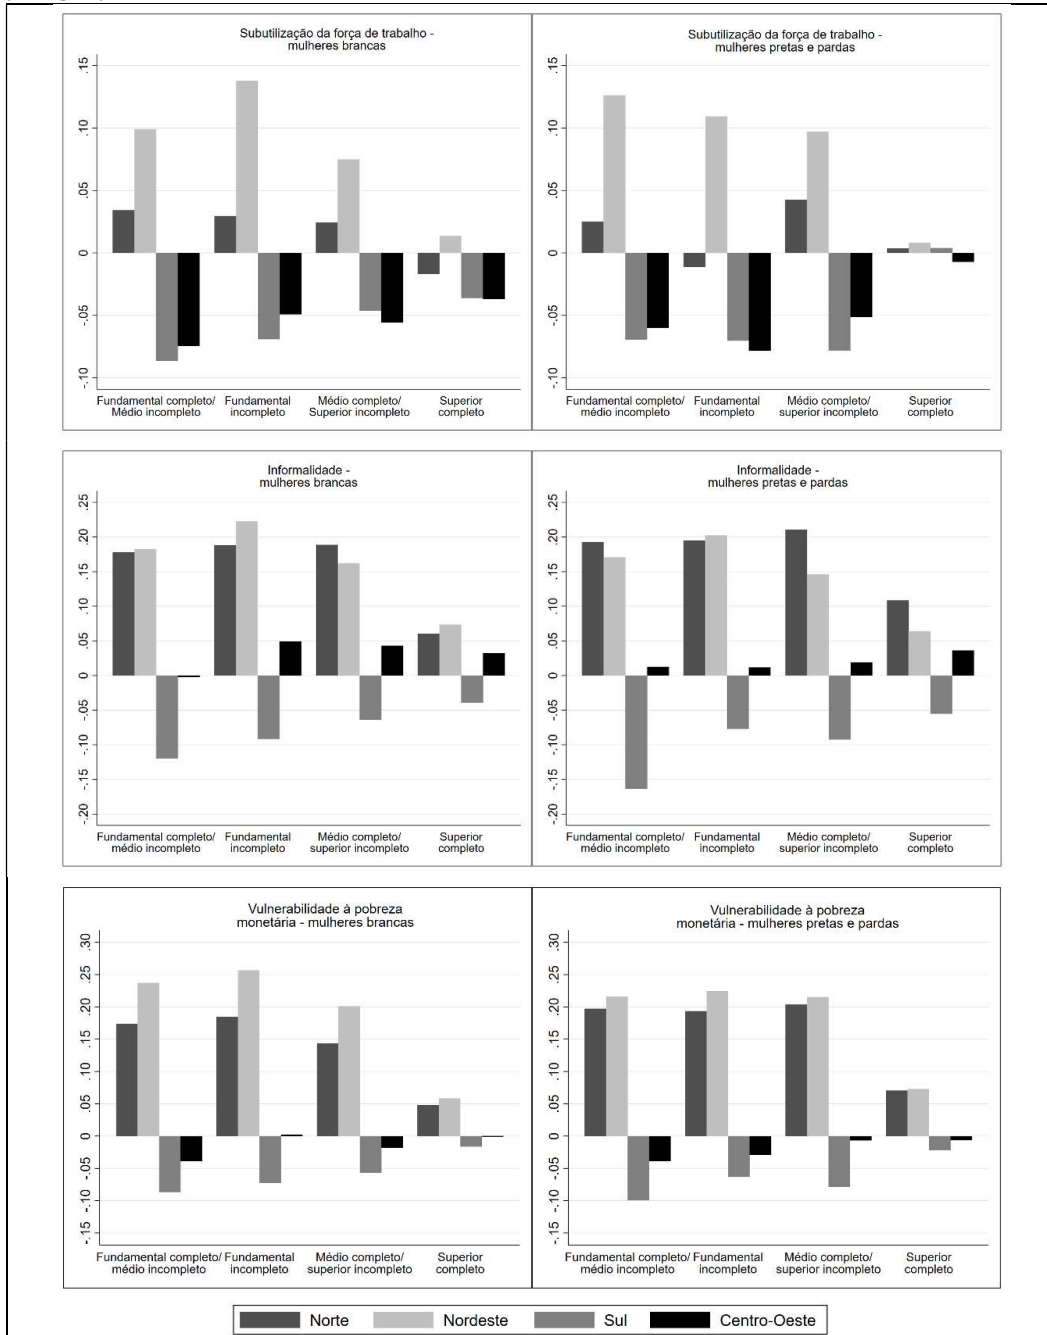 Subutilização da força de trabalho -
mulheres brancas
.15
.10
.05
0
-.05
-.10
Fundamental completo/
Médio incompleto
Fundamental
incompleto
Médio completo/
Superior incompleto
Superior
completo
Subutilização da força de trabalho -
mulheres pretas e pardas
.15
.10
.05
0
-.05
-.10
Fundamental completo/
médio incompleto
Fundamental
incompleto
Médio completo/
superior incompleto
Superior
completo
Informalidade -
mulheres brancas
.25
.20
.15
.10
.05
0
-.05
-.10
-.15
-.20
Fundamental completo/
médio incompleto
Fundamental
incompleto
Médio completo/
superior incompleto
Superior
completo
Informalidade -
mulheres pretas e pardas
.25
.20
.15
.10
.05
0
-.05
-.10
-.15
-.20
Fundamental completo/
médio incompleto
Fundamental
incompleto
Médio completo/
superior incompleto
Superior
completo
Vulnerabilidade à pobreza
monetária - mulheres brancas
.30
.25
.20
.15
.10
.05
0
-.05
-.10
-.15
Fundamental completo/
médio incompleto
Fundamental
incompleto
Médio completo/
superior incompleto
Superior
completo
Vulnerabilidade à pobreza
monetária - mulheres pretas e pardas
.30
.25
.20
.15
.10
.05
0
-.05
-.10
-.15
Fundamental completo/
médio incompleto
Fundamental
incompleto
Médio completo/
superior incompleto
Superior
completo
Norte
Nordeste
Sul
Centro-Oeste